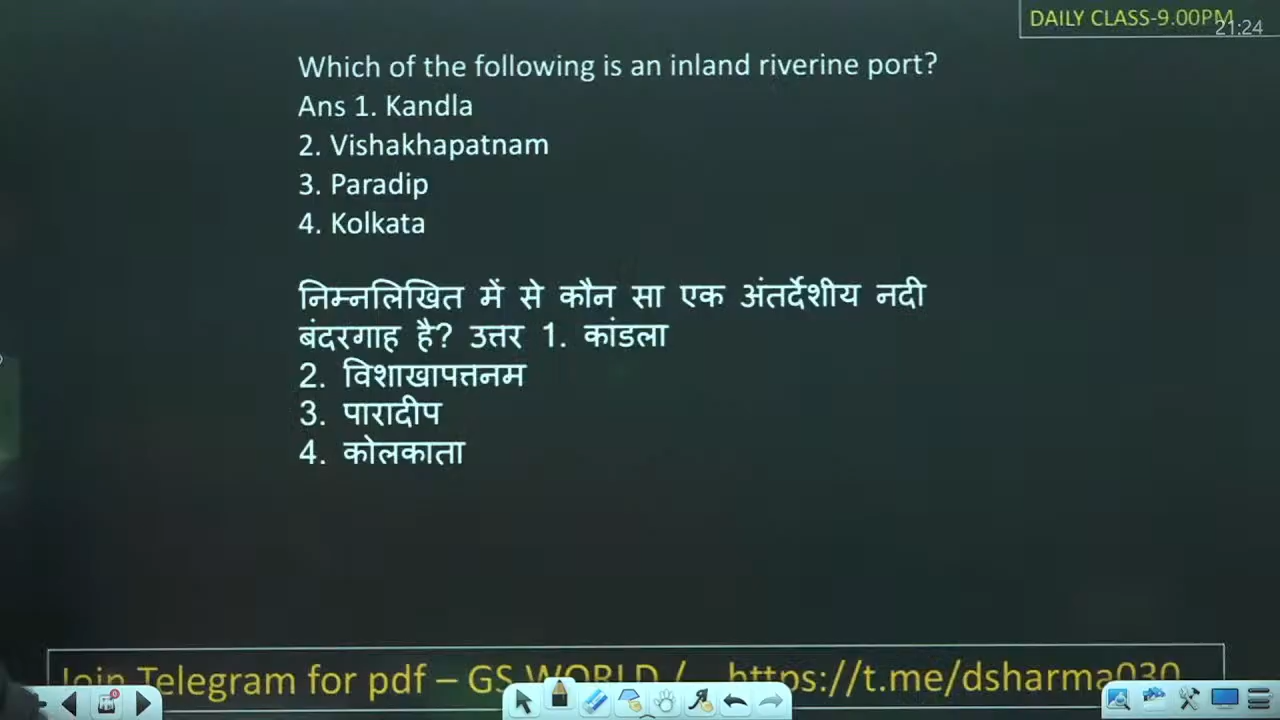 DAILY CLASS-9.00PM
21:24
Which of the following is an inland riverine port?
Ans 1. Kandla
2. Vishakhapatnam
3. Paradip
4. Kolkata
निम्नलिखित में से कौन सा एक अंतर्देशीय नदी
बंदरगाह है? उत्तर 1. कांडला
2. विशाखापत्तनम
3. पारादीप
4. कोलकाता
Join Telegram for pdf – GS WORLD / https://t.me/dsharma030